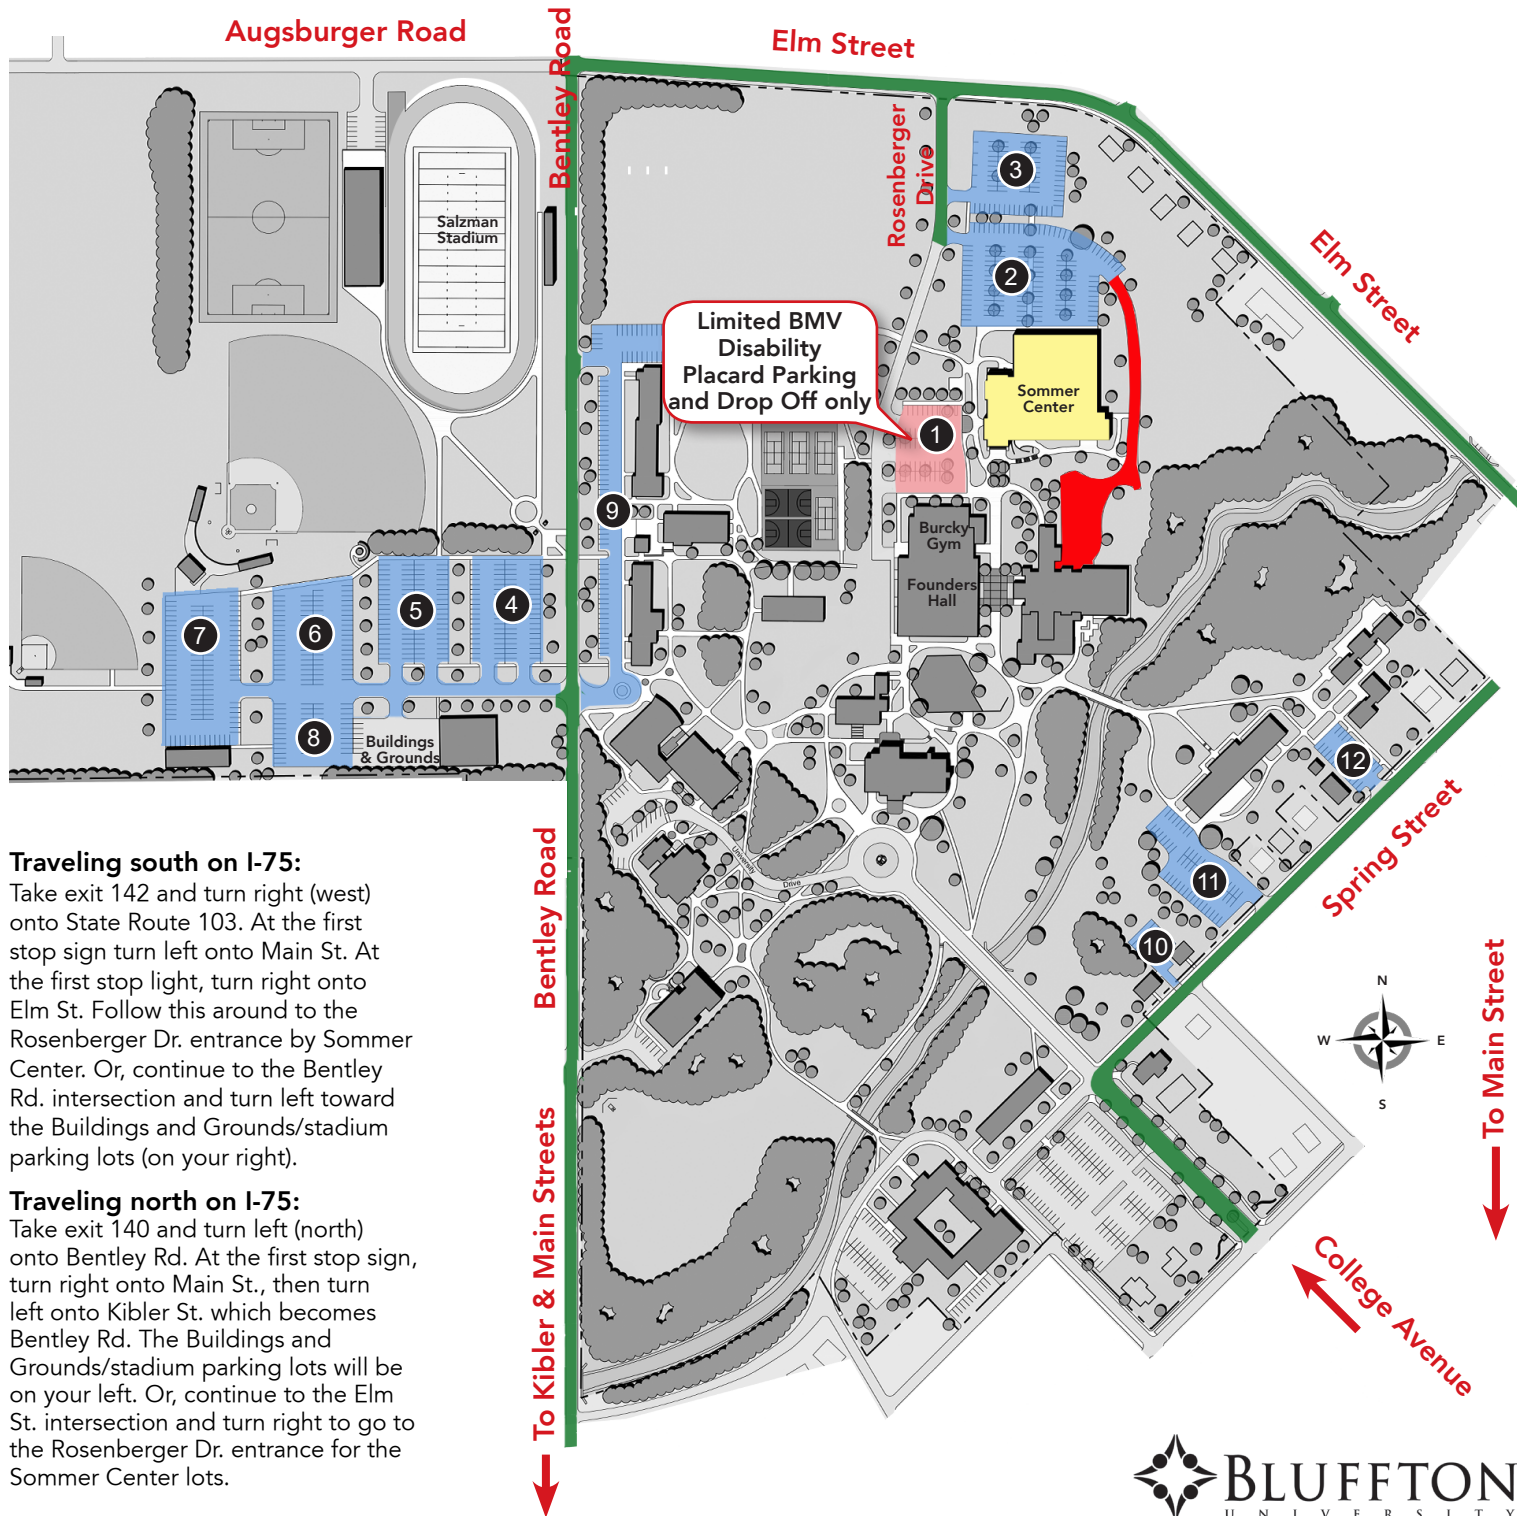 Augsburger Road
Bentley Road
Elm Street
Rosenberger
Drive
3
Salzman
Stadium
2
Elm Street
Limited BMV
Disability
Placard Parking
and Drop Off only
Sommer
Center
1
9
Burcky
Gym
Founders
Hall
7
6
5
4
8
Buildings
& Grounds
12
Spring Street
11
10
University
Drive
Bentley Road
Traveling south on I-75:
Take exit 142 and turn right (west)
onto State Route 103. At the first
stop sign turn left onto Main St. At
the first stop light, turn right onto
Elm St. Follow this around to the
Rosenberger Dr. entrance by Sommer
Center. Or, continue to the Bentley
Rd. intersection and turn left toward
the Buildings and Grounds/stadium
parking lots (on your right).
Traveling north on I-75:
Take exit 140 and turn left (north)
onto Bentley Rd. At the first stop sign,
turn right onto Main St., then turn
left onto Kibler St. which becomes
Bentley Rd. The Buildings and
Grounds/stadium parking lots will be
on your left. Or, continue to the Elm
St. intersection and turn right to go to
the Rosenberger Dr. entrance for the
Sommer Center lots.
To Kibler & Main Streets
N
W
E
S
To Main Street
College Avenue
BLUFFTON
UNIVERSITY